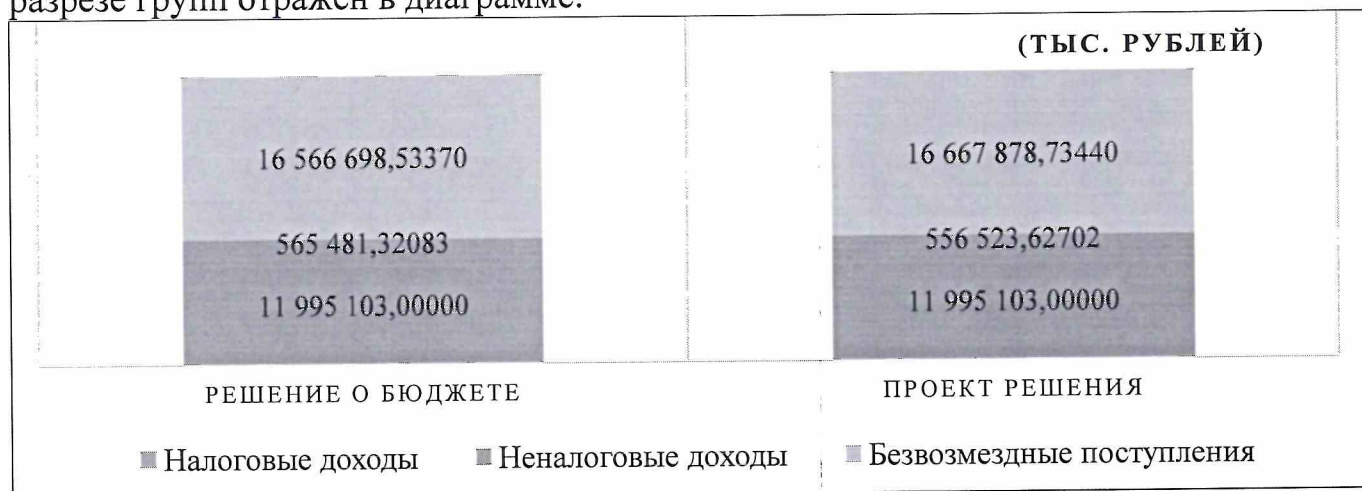 разрезе групп отражен в диаграмме:
(ТЫС. РУБЛЕЙ)
16 566 698,53370
16 667 878,73440
565 481,32083
556 523,62702
11 995 103,00000
11 995 103,00000
РЕШЕНИЕ О БЮДЖЕТЕ
ПРОЕКТ РЕШЕНИЯ
Налоговые доходы
Неналоговые доходы
Безвозмездные поступления